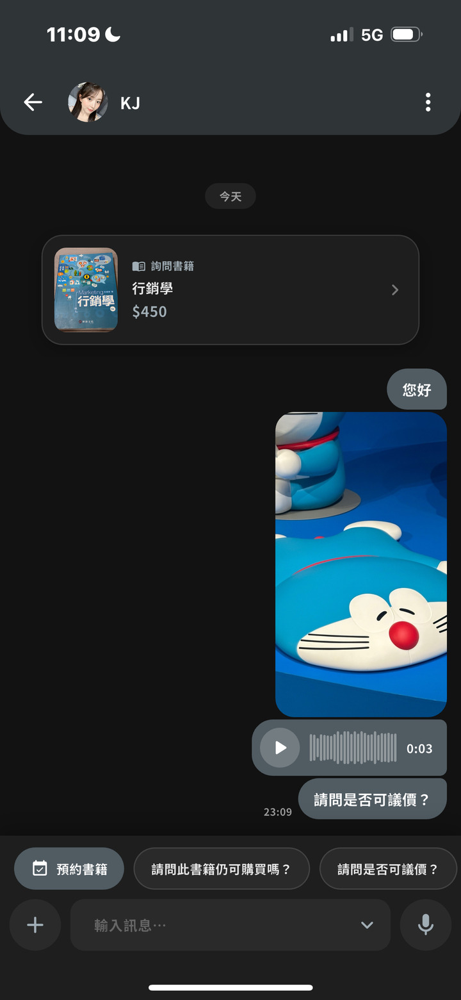 11:09
5G
KJ
今天
Marketing
行銷學
詢問書籍
行銷學
$450
您好
0:03
請問是否可議價？
23:09
預約書籍
請問此書籍仍可購買嗎？
請問是否可議價？
輸入訊息…